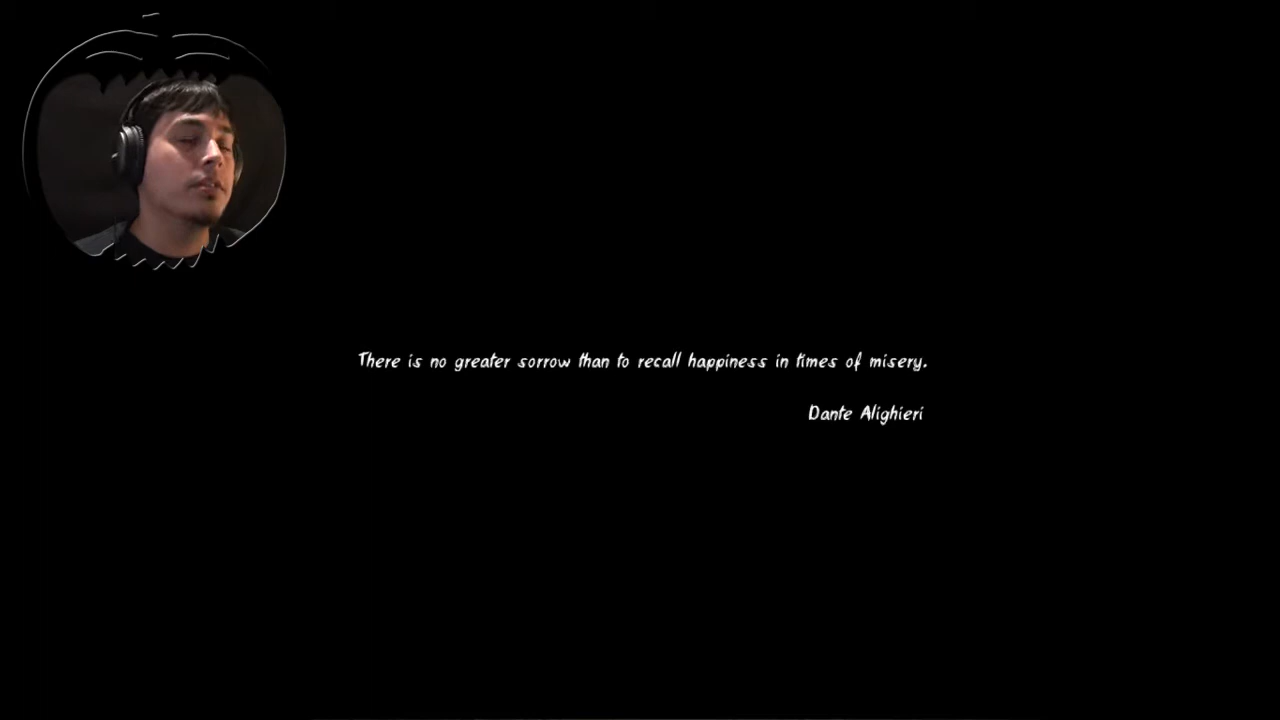 There is no greater sorrow than to recall happiness in times of misery.
Dante Alighieri